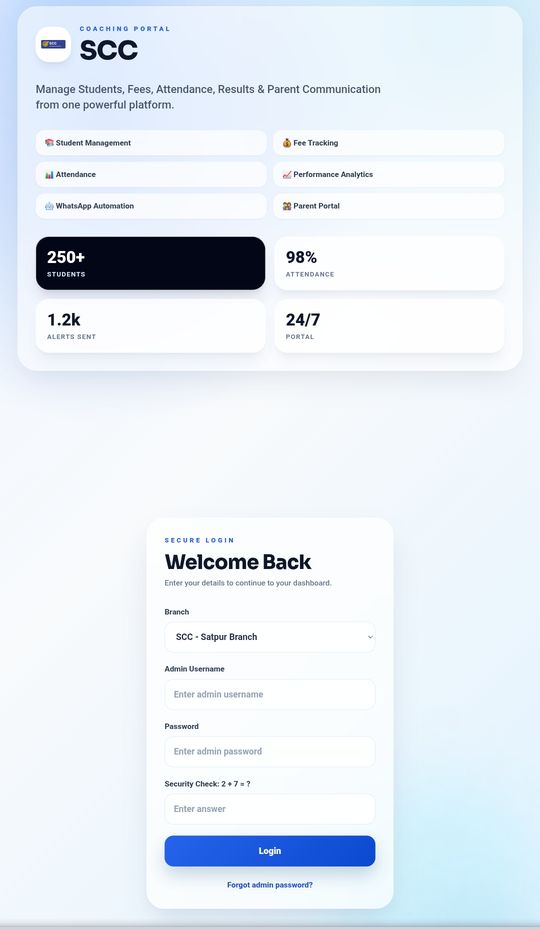 COACHING PORTAL
SCC
Manage Students, Fees, Attendance, Results & Parent Communication
from one powerful platform.
📚 Student Management
💰 Fee Tracking
📊 Attendance
📈 Performance Analytics
WhatsApp Automation
Parent Portal
250+
STUDENTS
98%
ATTENDANCE
1.2k
ALERTS SENT
24/7
PORTAL
SECURE LOGIN
Welcome Back
Enter your details to continue to your dashboard.
Branch
SCC - Satpur Branch
Admin Username
Enter admin username
Password
Enter admin password
Security Check: 2 + 7 = ?
Enter answer
Login
Forgot admin password?